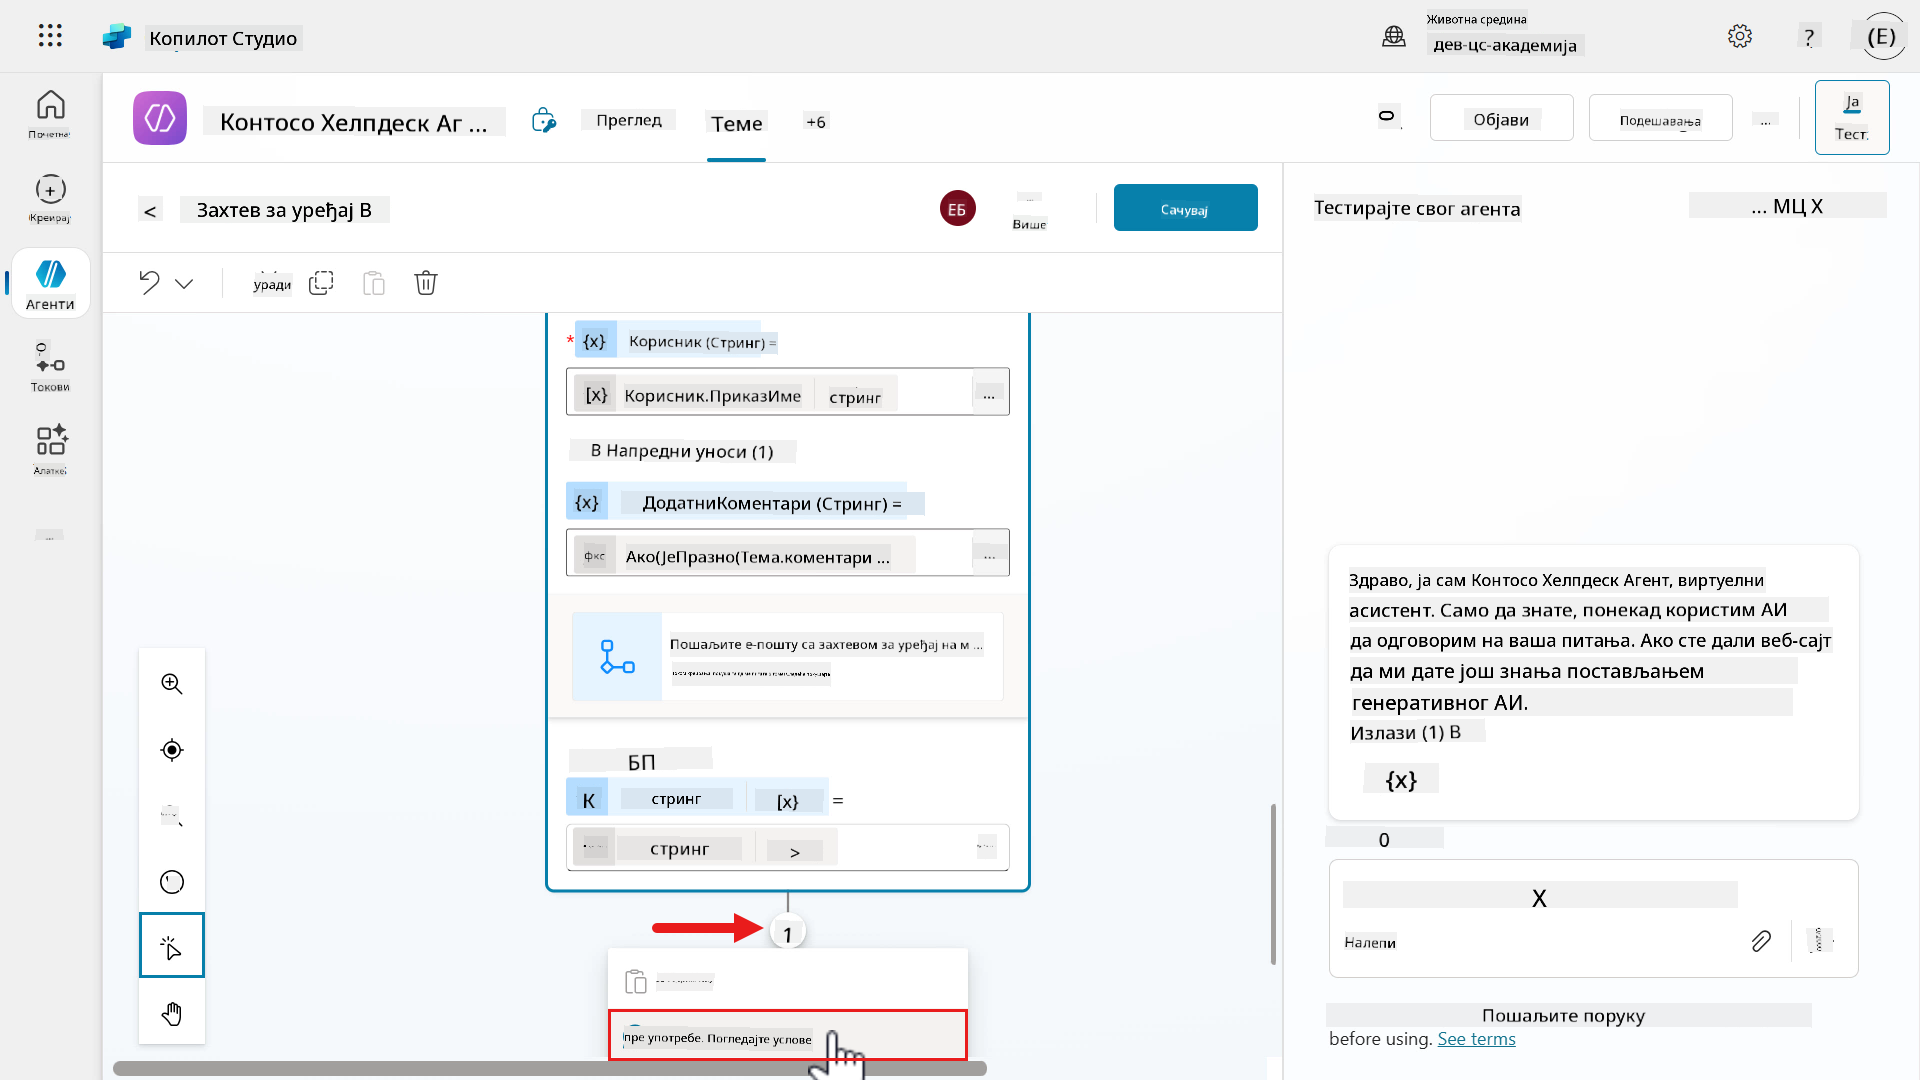 Копилот Студио
Животна средина
дев-цс-академија
?
(Е)
Почетна
Креирај
Агенти
Токови
Алатке
Контосо Хелпдеск Аг ...
Преглед
Теме
+6
Објави
Подешавања
...
Ја
Тест
<
Захтев за уређај В
ЕБ
Више
Сачувај
уради
* {x} Корисник (Стринг) =
[x} Корисник.ПриказИме стринг ...
В Напредни уноси (1)
{x} ДодатниКоментари (Стринг) =
фкс Ако(ЈеПразно(Тема.коментари ... ...
Пошаљите е-пошту са захтевом за уређај на м ...
БП
К стринг [x} =
стринг >
1
пре употребе. Погледајте услове
Тестирајте свог агента
... МЦ X
Здраво, ја сам Контосо Хелпдеск Агент, виртуелни
асистент. Само да знате, понекад користим АИ
да одговорим на ваша питања. Ако сте дали веб-сајт
да ми дате још знања постављањем
генеративног АИ.
Излази (1) В
{x}
0
X
Налепи
Пошаљите поруку
before using. See terms